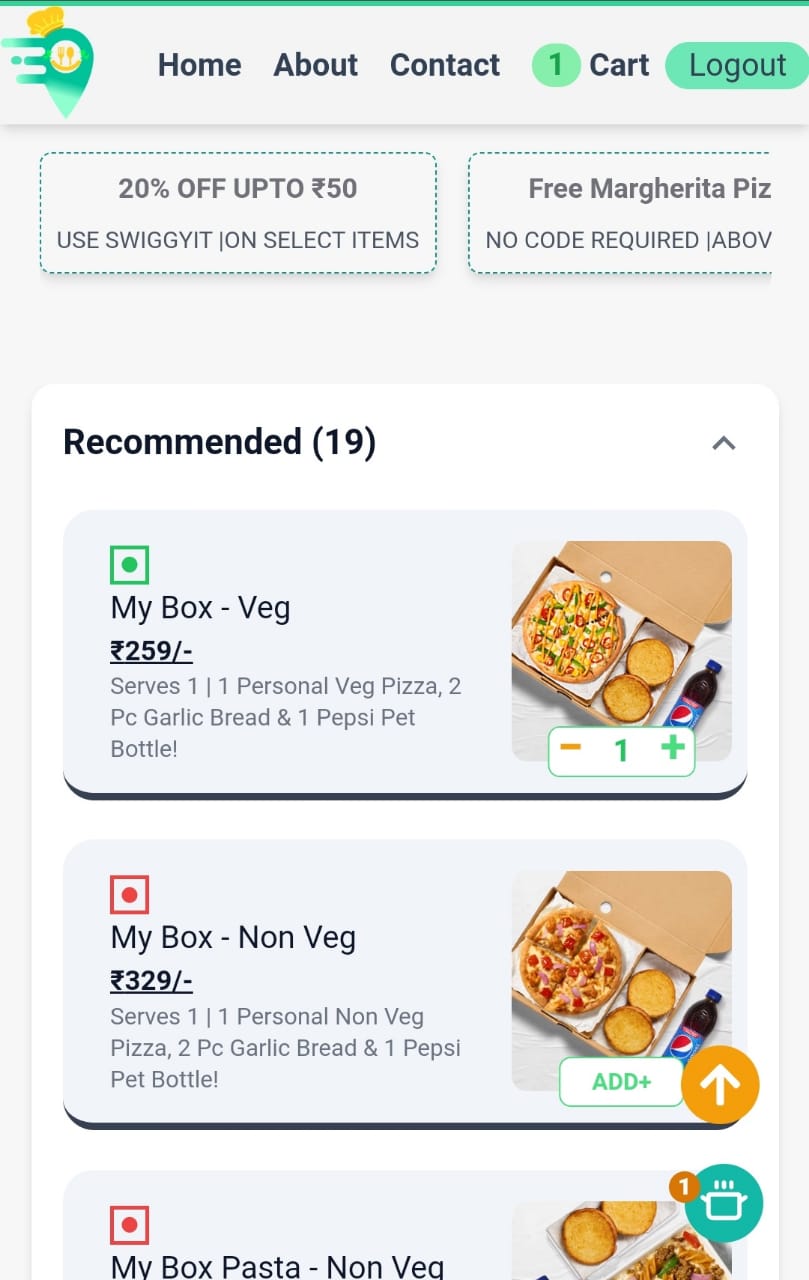 Home About Contact 1 Cart Logout
20% OFF UPTO ₹50
USE SWIGGYIT |ON SELECT ITEMS
Free Margherita Piz
NO CODE REQUIRED |ABOV
Recommended (19)
My Box - Veg
₹259/-
Serves 1 | 1 Personal Veg Pizza, 2
Pc Garlic Bread & 1 Pepsi Pet
Bottle!
1
My Box - Non Veg
₹329/-
Serves 1 | 1 Personal Non Veg
Pizza, 2 Pc Garlic Bread & 1 Pepsi
Pet Bottle!
ADD+
1
My Box Pasta - Non Veg